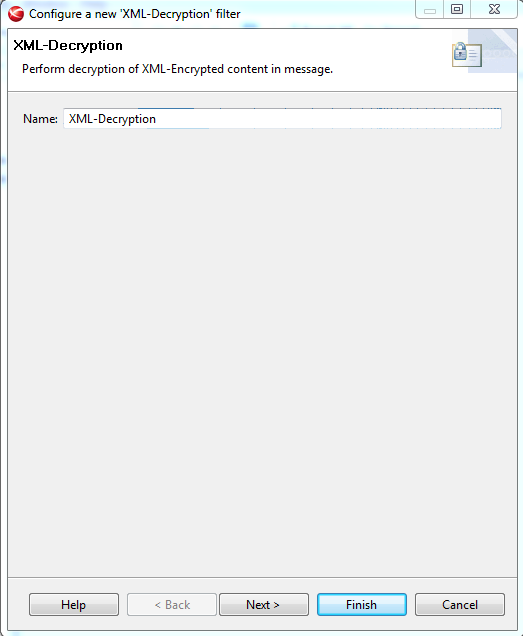 Configure a new 'XML-Decryption' filter
XML-Decryption
Perform decryption of XML-Encrypted content in message.
Name: XML-Decryption
Help < Back Next > Finish Cancel